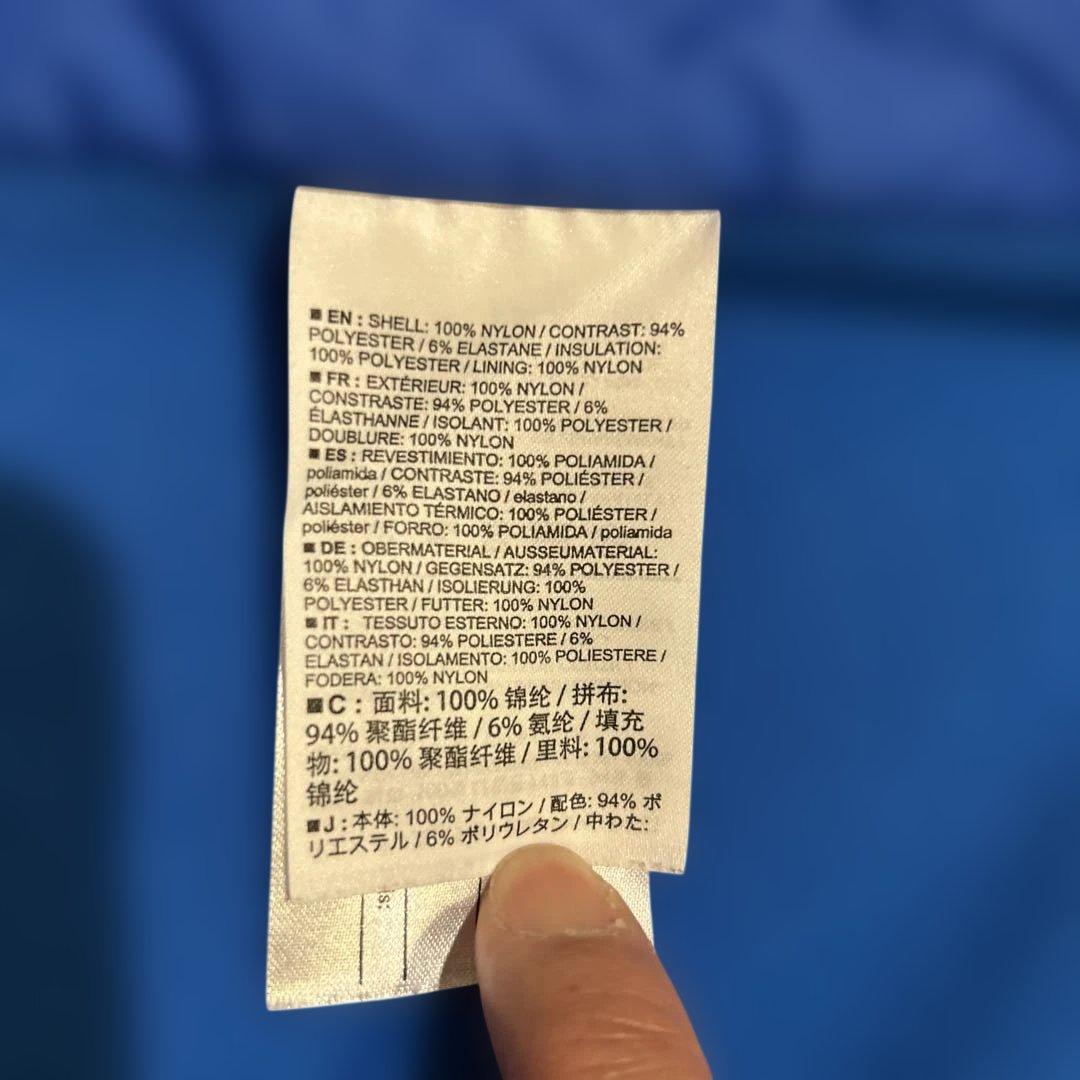 EN : SHELL: 100% NYLON / CONTRAST: 94%
POLYESTER / 6% ELASTANE / INSULATION:
100% POLYESTER / LINING: 100% NYLON
FR : EXTÉRIEUR: 100% NYLON /
CONSTRASTE: 94% POLYESTER / 6%
ÉLASTHANNE / ISOLANT: 100% POLYESTER /
DOUBLURE: 100% NYLON
ES : REVESTIMIENTO: 100% POLIAMIDA /
poliamida / CONTRASTE: 94% POLIÉSTER /
poliéster / 6% ELASTANO / elastano /
AISLAMIENTO TÉRMICO: 100% POLIÉSTER /
poliéster / FORRO: 100% POLIAMIDA / poliamida
DE : OBERMATERIAL / AUSSEUMATERIAL:
100% NYLON / GEGENSATZ: 94% POLYESTER /
6% ELASTHAN / ISOLIERUNG: 100%
POLYESTER / FUTTER: 100% NYLON
IT : TESSUTO ESTERNO: 100% NYLON /
CONTRASTO: 94% POLIESTERE / 6%
ELASTAN / ISOLAMENTO: 100% POLIESTERE /
FODERA: 100% NYLON
C : 面料: 100% 锦纶 / 拼布:
94% 聚酯纤维 / 6% 氨纶 / 填充
物: 100% 聚酯纤维 / 里料: 100%
锦纶
J : 本体: 100% ナイロン / 配色: 94% ポ
リエステル / 6% ポリウレタン / 中わた: